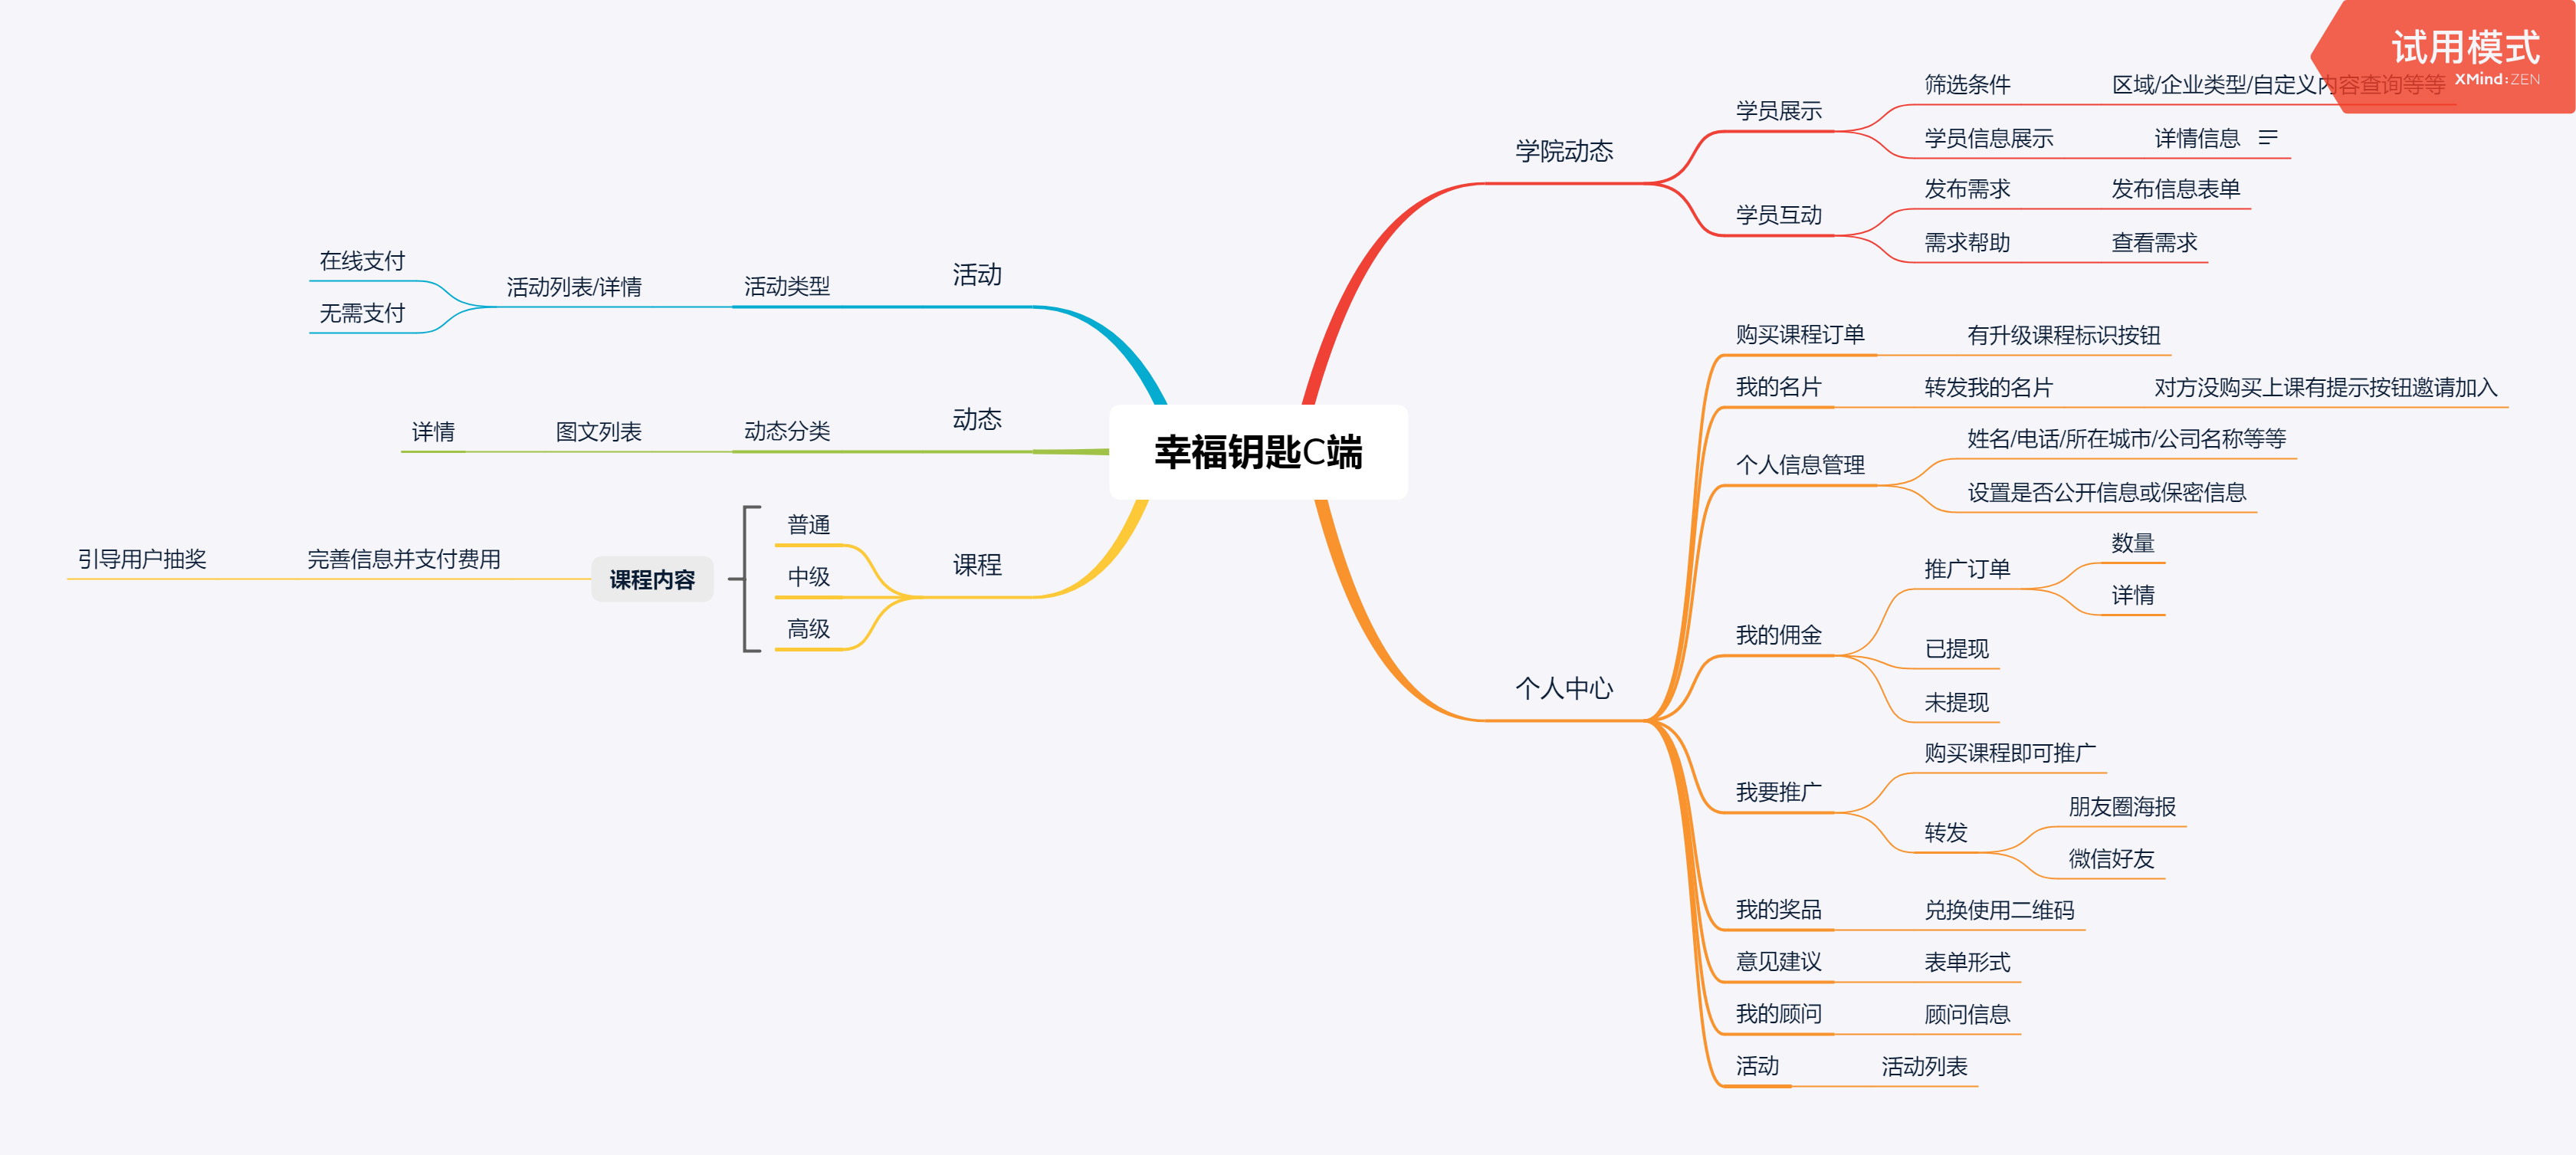 幸福钥匙C端
学院动态
学员展示
筛选条件
区域/企业类型/自定义内容查询等等
学员信息展示
详情信息
学员互动
发布需求
发布信息表单
需求帮助
查看需求
个人中心
购买课程订单
有升级课程标识按钮
我的名片
转发我的名片
对方没购买上课有提示按钮邀请加入
个人信息管理
姓名/电话/所在城市/公司名称等等
设置是否公开信息或保密信息
我的佣金
推广订单
数量
详情
已提现
未提现
我要推广
购买课程即可推广
转发
朋友圈海报
微信好友
我的奖品
兑换使用二维码
意见建议
表单形式
我的顾问
顾问信息
活动
活动列表
活动
活动类型
活动列表/详情
在线支付
无需支付
动态
动态分类
图文列表
详情
课程
普通
中级
高级
课程内容
完善信息并支付费用
引导用户抽奖
试用模式
XMind:ZEN